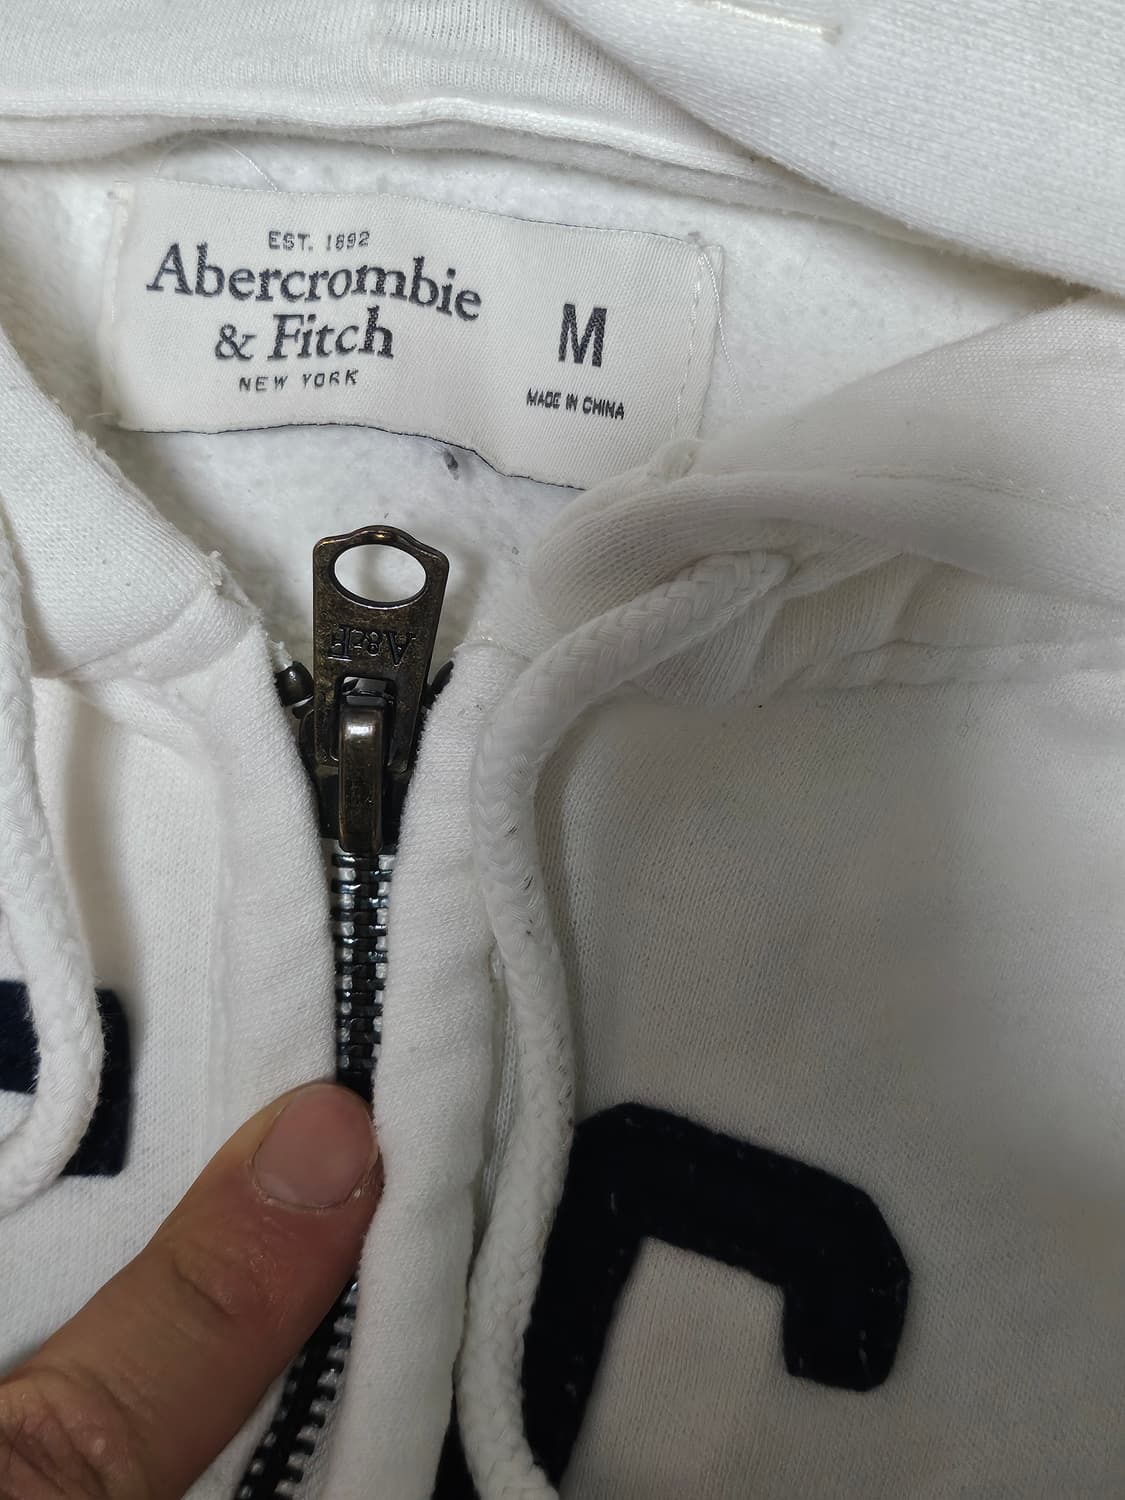 EST. 1892
Abercrombie
& Fitch
NEW YORK
M
MADE IN CHINA
A&F